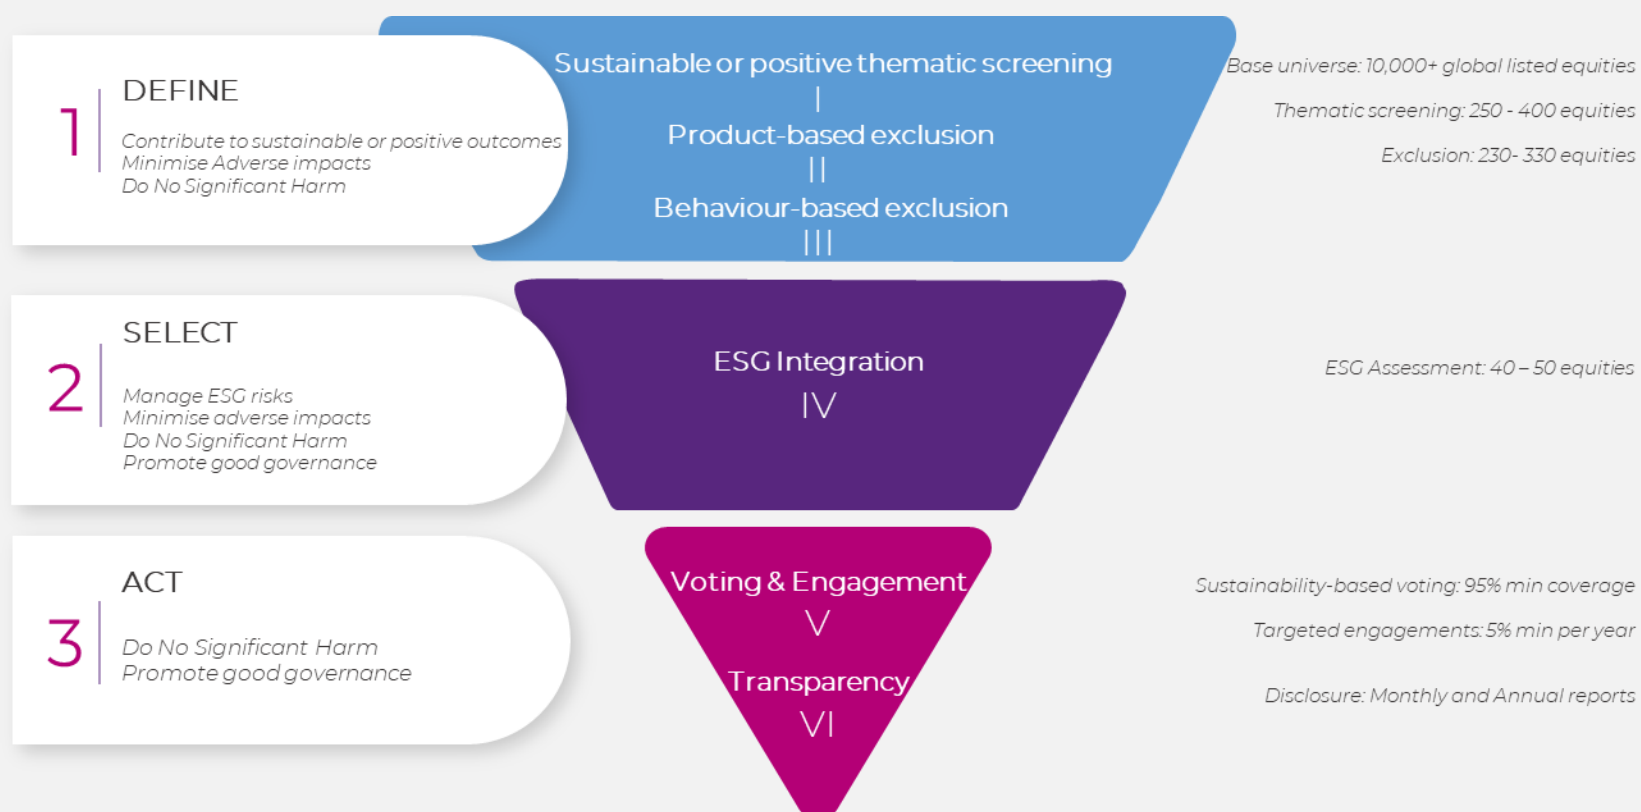 1
DEFINE
Contribute to sustainable or positive outcomes
Minimise Adverse impacts
Do No Significant Harm
Sustainable or positive thematic screening
I
Product-based exclusion
II
Behaviour-based exclusion
III
Base universe: 10,000+ global listed equities
Thematic screening: 250 - 400 equities
Exclusion: 230- 330 equities
2
SELECT
Manage ESG risks
Minimise adverse impacts
Do No Significant Harm
Promote good governance
ESG Integration
IV
ESG Assessment: 40 – 50 equities
3
ACT
Do No Significant Harm
Promote good governance
Voting & Engagement
V
Transparency
VI
Sustainability-based voting: 95% min coverage
Targeted engagements: 5% min per year
Disclosure: Monthly and Annual reports